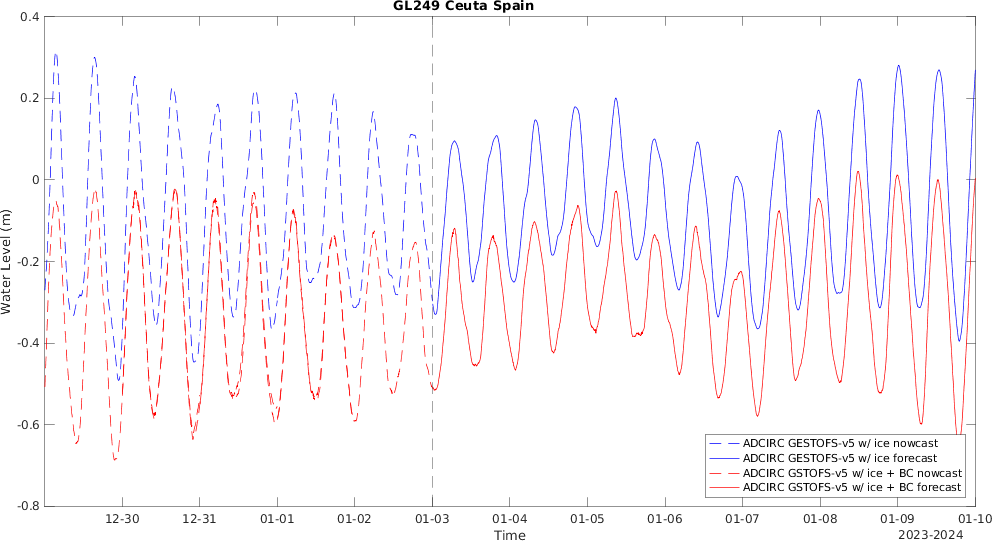 GL249 Ceuta Spain
0.4
0.2
0
-0.2
-0.4
-0.6
-0.8
Water Level (m)
ADCIRC GESTOFS-v5 w/ ice nowcast
ADCIRC GESTOFS-v5 w/ ice forecast
ADCIRC GSTOFS-v5 w/ ice + BC nowcast
ADCIRC GSTOFS-v5 w/ ice + BC forecast
12-30 12-31 01-01 01-02 01-03 01-04 01-05 01-06 01-07 01-08 01-09 01-10
Time
2023-2024